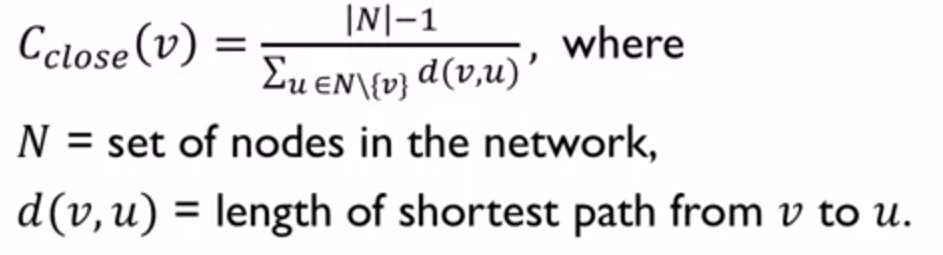 C_close(v) = |N|−1 / Σ_{u ∈N\{v}} d(v,u), where
N = set of nodes in the network,
d(v, u) = length of shortest path from v to u.